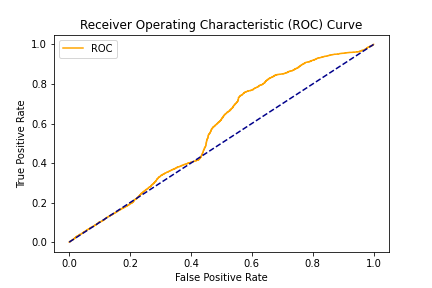 Receiver Operating Characteristic (ROC) Curve
ROC
1.0
0.8
0.6
0.4
0.2
0.0
True Positive Rate
0.0 0.2 0.4 0.6 0.8 1.0
False Positive Rate